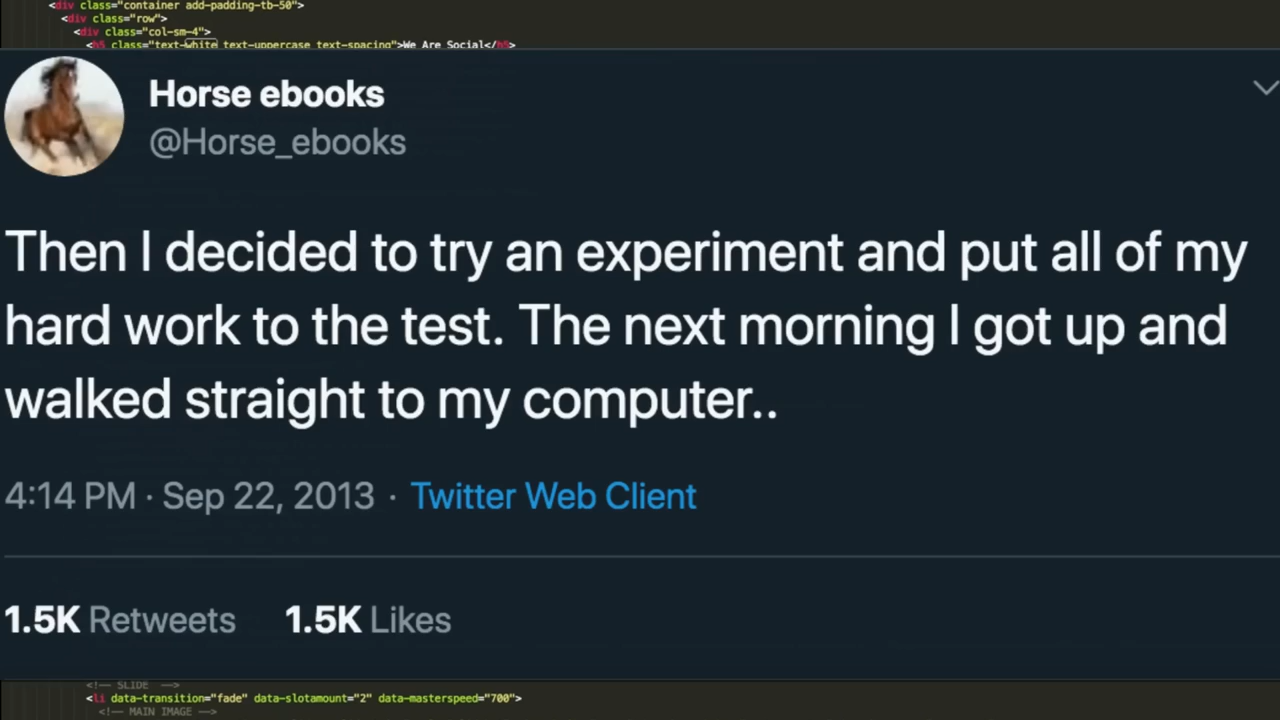 <div class="container add-padding-tb-50">
<div class="row">
<div class="col-sm-4">
<h5 class="text-white text-uppercase text-spacing">We Are Social</h5>
Horse ebooks
@Horse_ebooks
Then I decided to try an experiment and put all of my
hard work to the test. The next morning I got up and
walked straight to my computer..
4:14 PM · Sep 22, 2013 · Twitter Web Client
1.5K Retweets 1.5K Likes
<!-- SLIDE -->
<li data-transition="fade" data-slotamount="2" data-masterspeed="700">
<!-- MAIN IMAGE -->